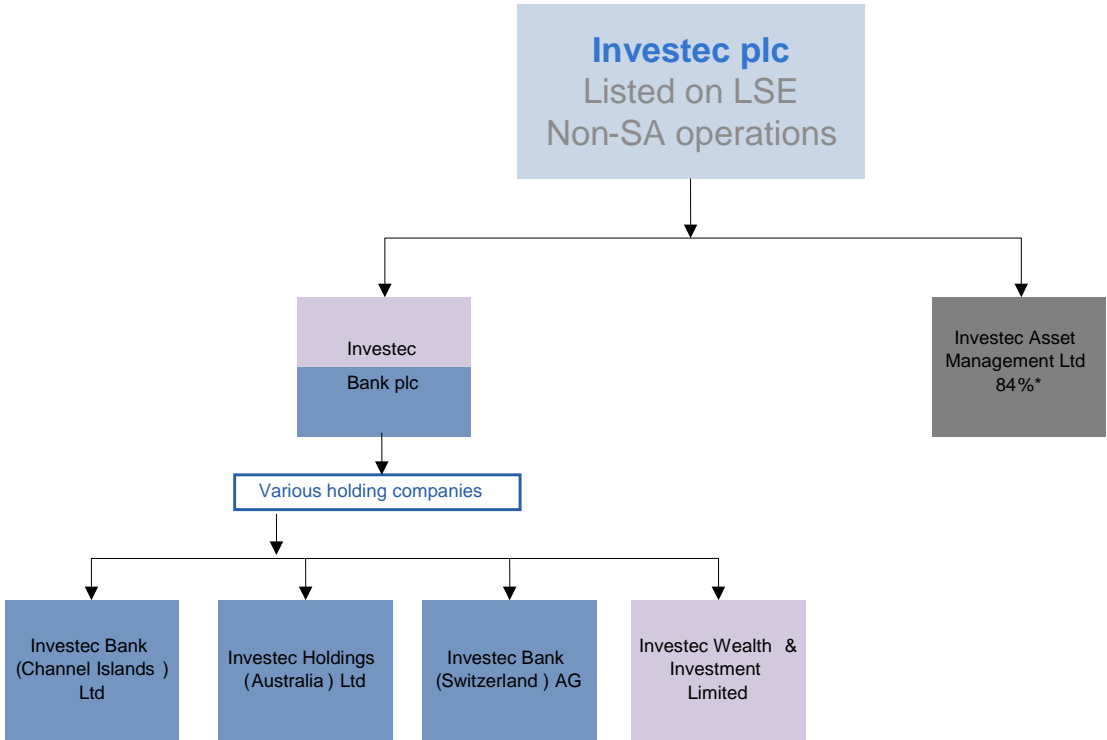 Investec plc
Listed on LSE
Non-SA operations
Investec
Bank plc
Investec Asset
Management Ltd
84%*
Various holding companies
Investec Bank
(Channel Islands ) 
Ltd
Investec Holdings
(Australia ) Ltd
Investec Bank
(Switzerland ) AG
Investec Wealth &
Investment
Limited